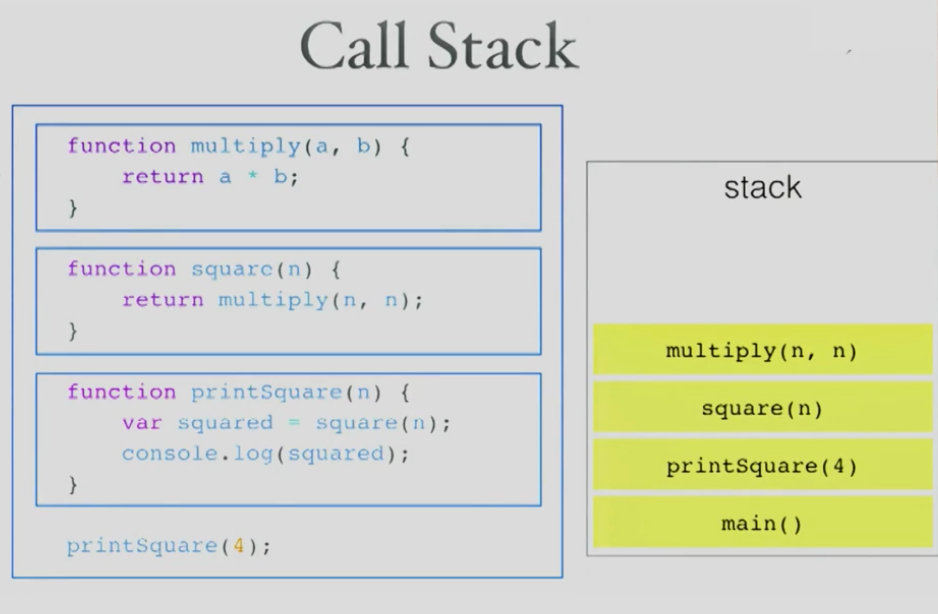 Call Stack
function multiply(a, b) {
    return a * b;
}
function square(n) {
    return multiply(n, n);
}
function printSquare(n) {
    var squared = square(n);
    console.log(squared);
}
printSquare(4);
stack
multiply(n, n)
square(n)
printSquare(4)
main()